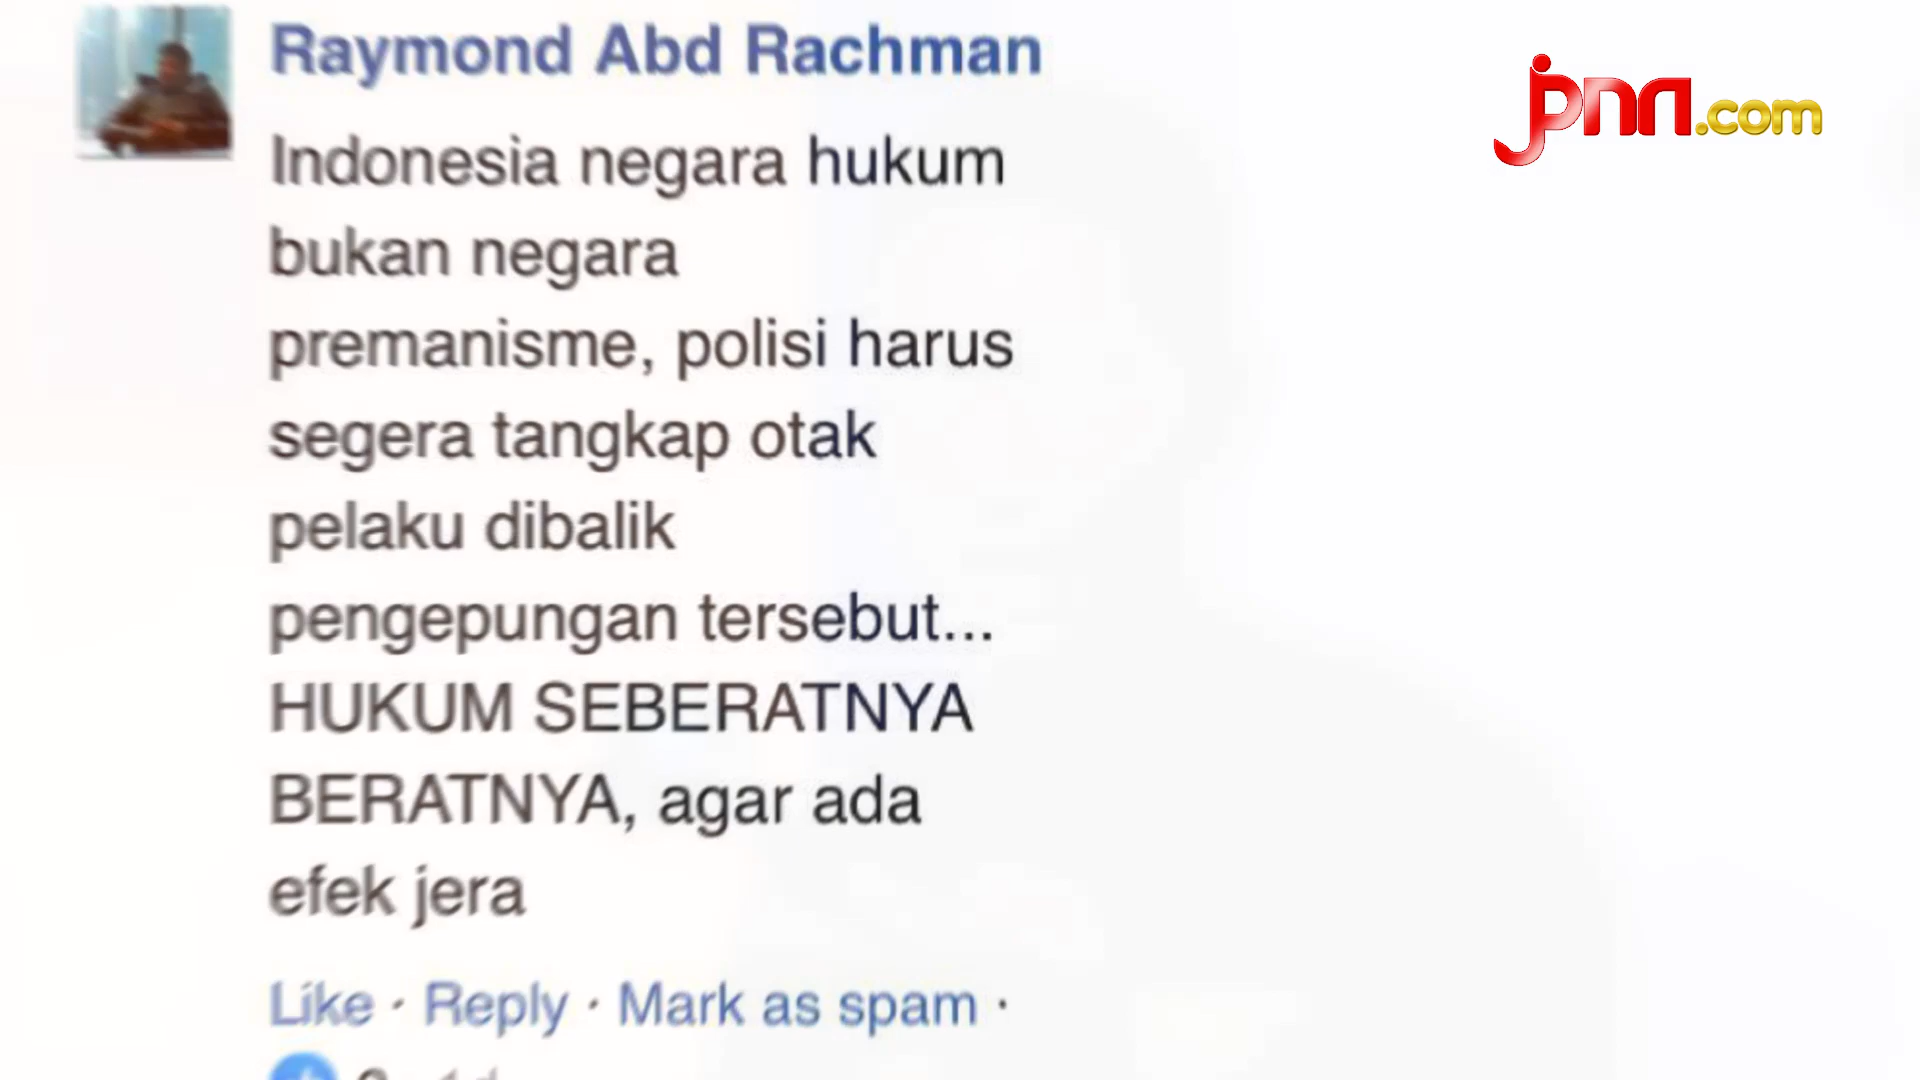 Raymond Abd Rachman
jpnn.com
Indonesia negara hukum
bukan negara
premanisme, polisi harus
segera tangkap otak
pelaku dibalik
pengepungan tersebut...
HUKUM SEBERATNYA
BERATNYA, agar ada
efek jera
Like · Reply · Mark as spam ·